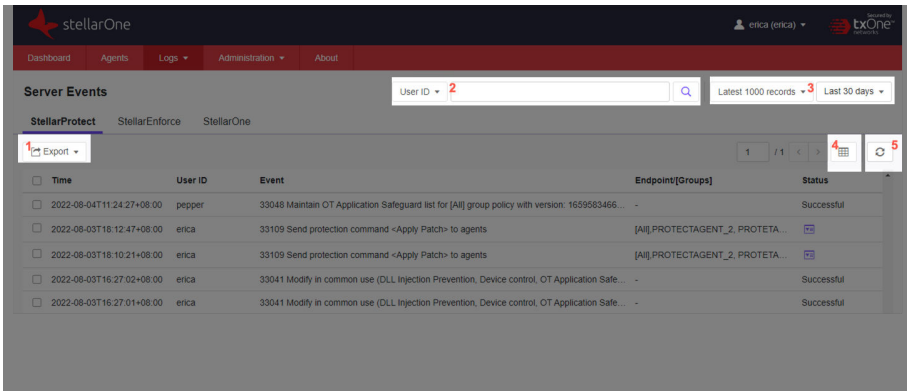 stellarOne
erica (erica)
Secured by
txOne
networks
Dashboard Agents Logs Administration About
Server Events
User ID 2
Latest 1000 records 3 Last 30 days
StellarProtect StellarEnforce StellarOne
1 Export
1 / 1 4 5
Time User ID Event Endpoint/[Groups] Status
2022-08-04T11:24:27+08:00 pepper 33048 Maintain OT Application Safeguard list for [All] group policy with version: 1659583466... - Successful
2022-08-03T18:12:47+08:00 erica 33109 Send protection command <Apply Patch> to agents [All],PROTECTAGENT_2, PROTETA...
2022-08-03T18:10:21+08:00 erica 33109 Send protection command <Apply Patch> to agents [All],PROTECTAGENT_2, PROTETA...
2022-08-03T16:27:02+08:00 erica 33041 Modify in common use (DLL Injection Prevention, Device control, OT Application Safe... - Successful
2022-08-03T16:27:01+08:00 erica 33041 Modify in common use (DLL Injection Prevention, Device control, OT Application Safe... - Successful